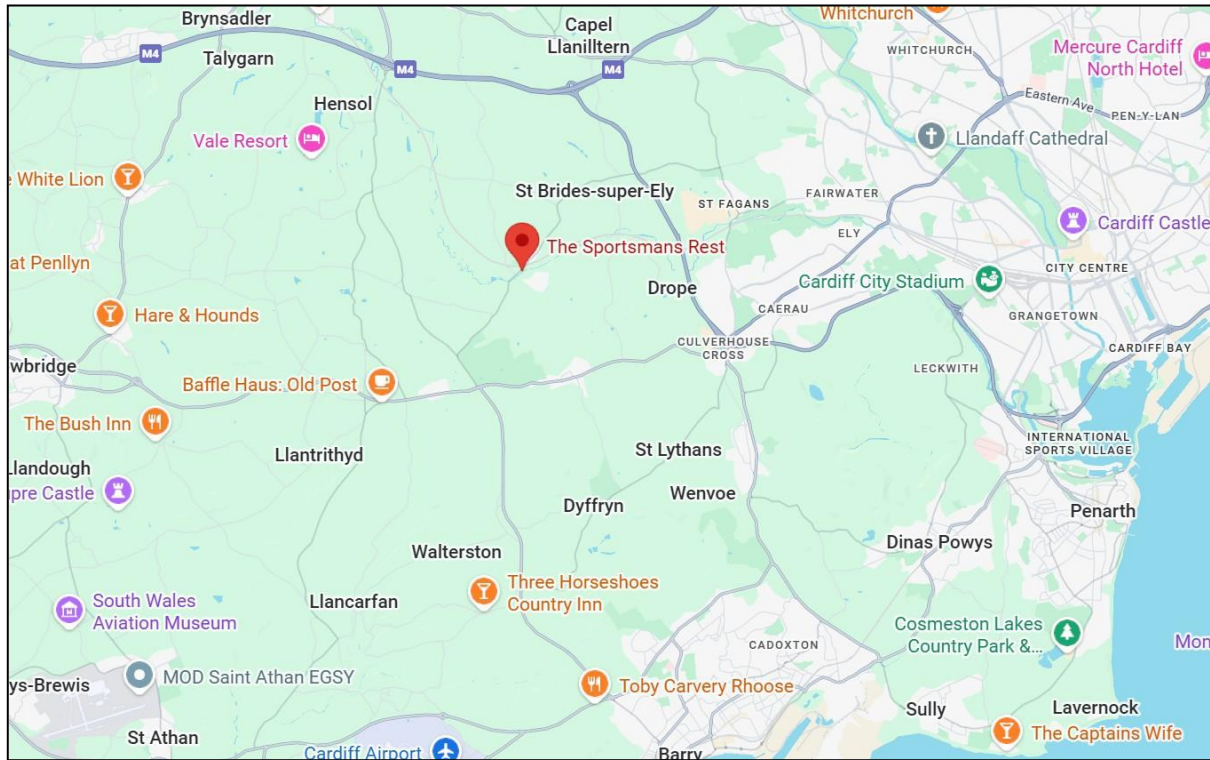 Brynsadler
Capel
Llanilltern
Whitchurch
WHITCHURCH
Mercure Cardiff
North Hotel
M4
Talygarn
M4
M4
Eastern Ave
PEN-Y-LAN
Hensol
Vale Resort
Llandaff Cathedral
White Lion
St Brides-super-Ely
ST FAGANS
FAIRWATER
ELY
Cardiff Castle
The Sportsmans Rest
at Penllyn
CITY CENTRE
Drope
Cardiff City Stadium
CAERAU
GRANGETOWN
Hare & Hounds
CULVERHOUSE
CROSS
CARDIFF BAY
wbridge
LECKWITH
Baffle Haus: Old Post
The Bush Inn
INTERNATIONAL
SPORTS VILLAGE
Llantrithyd
St Lythans
Llandough
pre Castle
Wenvoe
Dyffryn
Penarth
Dinas Powys
Walterston
Three Horseshoes
Country Inn
Llancarfan
South Wales
Aviation Museum
Cosmeston Lakes
Country Park &...
CADOXTON
Mon
ys-Brewis
MOD Saint Athan EGSY
Toby Carvery Rhoose
Sully
Lavernock
St Athan
The Captains Wife
Cardiff Airport
Barry